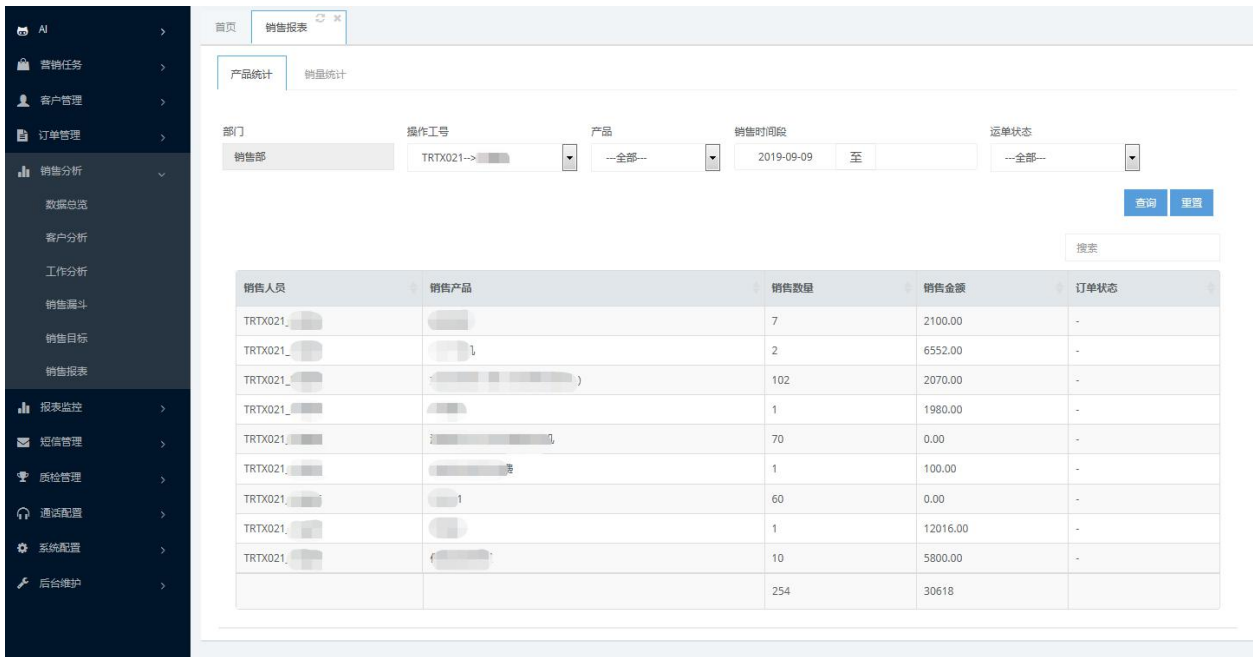 AI
营销任务
客户管理
订单管理
销售分析
数据总览
客户分析
工作分析
销售漏斗
销售目标
销售报表
报表监控
短信管理
质检管理
通话配置
系统配置
后台维护
首页 销售报表
产品统计 销量统计
部门 操作工号 产品 销售时间段 运单状态
销售部 TRTX021--> ---全部--- 2019-09-09 至 ---全部---
查询 重置
搜索
销售人员 销售产品 销售数量 销售金额 订单状态
TRTX021_ 7 2100.00 -
TRTX021_ 2 6552.00 -
TRTX021_ ) 102 2070.00 -
TRTX021_ 1 1980.00 -
TRTX021 70 0.00 -
TRTX021 1 100.00 -
TRTX021 1 60 0.00 -
TRTX021 1 12016.00 -
TRTX021 10 5800.00 -
254 30618